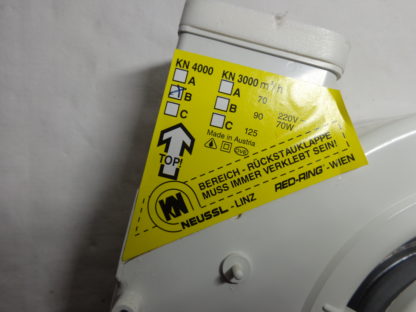 KN 4000 KN 3000 m³/h
A A 70
B B 90 220V
C C 125 70W
Made in Austria
TOP!
BEREICH - RÜCKSTAUKLAPPE
MUSS IMMER VERKLEBT SEIN!
KN NEUSSL - LINZ RED-RING® - WIEN